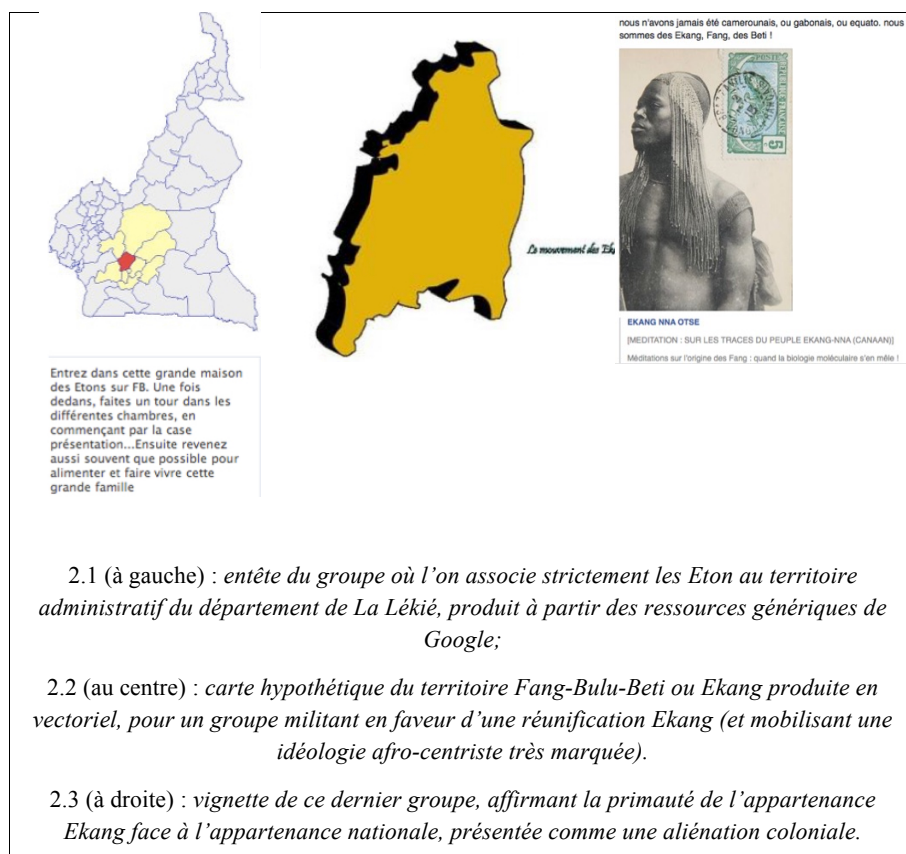 nous n'avons jamais été camerounais, ou gabonais, ou equato. nous
sommes des Ekang, Fang, des Beti !
POSTE
5
Le mouvement des Ek
EKANG NNA OTSE
[MEDITATION : SUR LES TRACES DU PEUPLE EKANG-NNA (CANAAN)]
Méditations sur l'origine des Fang : quand la biologie moléculaire s'en mêle !
Entrez dans cette grande maison
des Etons sur FB. Une fois
dedans, faites un tour dans les
différentes chambres, en
commençant par la case
présentation...Ensuite revenez
aussi souvent que possible pour
alimenter et faire vivre cette
grande famille
2.1 (à gauche) : entête du groupe où l'on associe strictement les Eton au territoire
administratif du département de La Lékié, produit à partir des ressources génériques de
Google;
2.2 (au centre) : carte hypothétique du territoire Fang-Bulu-Beti ou Ekang produite en
vectoriel, pour un groupe militant en faveur d'une réunification Ekang (et mobilisant une
idéologie afro-centriste très marquée).
2.3 (à droite) : vignette de ce dernier groupe, affirmant la primauté de l'appartenance
Ekang face à l'appartenance nationale, présentée comme une aliénation coloniale.